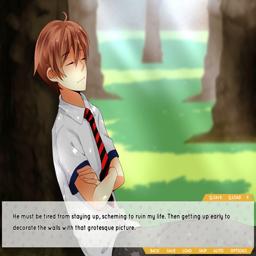 Q.SAVE Q.LOAD
He must be tired from staying up, scheming to ruin my life. Then getting up early to
decorate the walls with that grotesque picture.
BACK SAVE LOAD SKIP AUTO OPTIONS